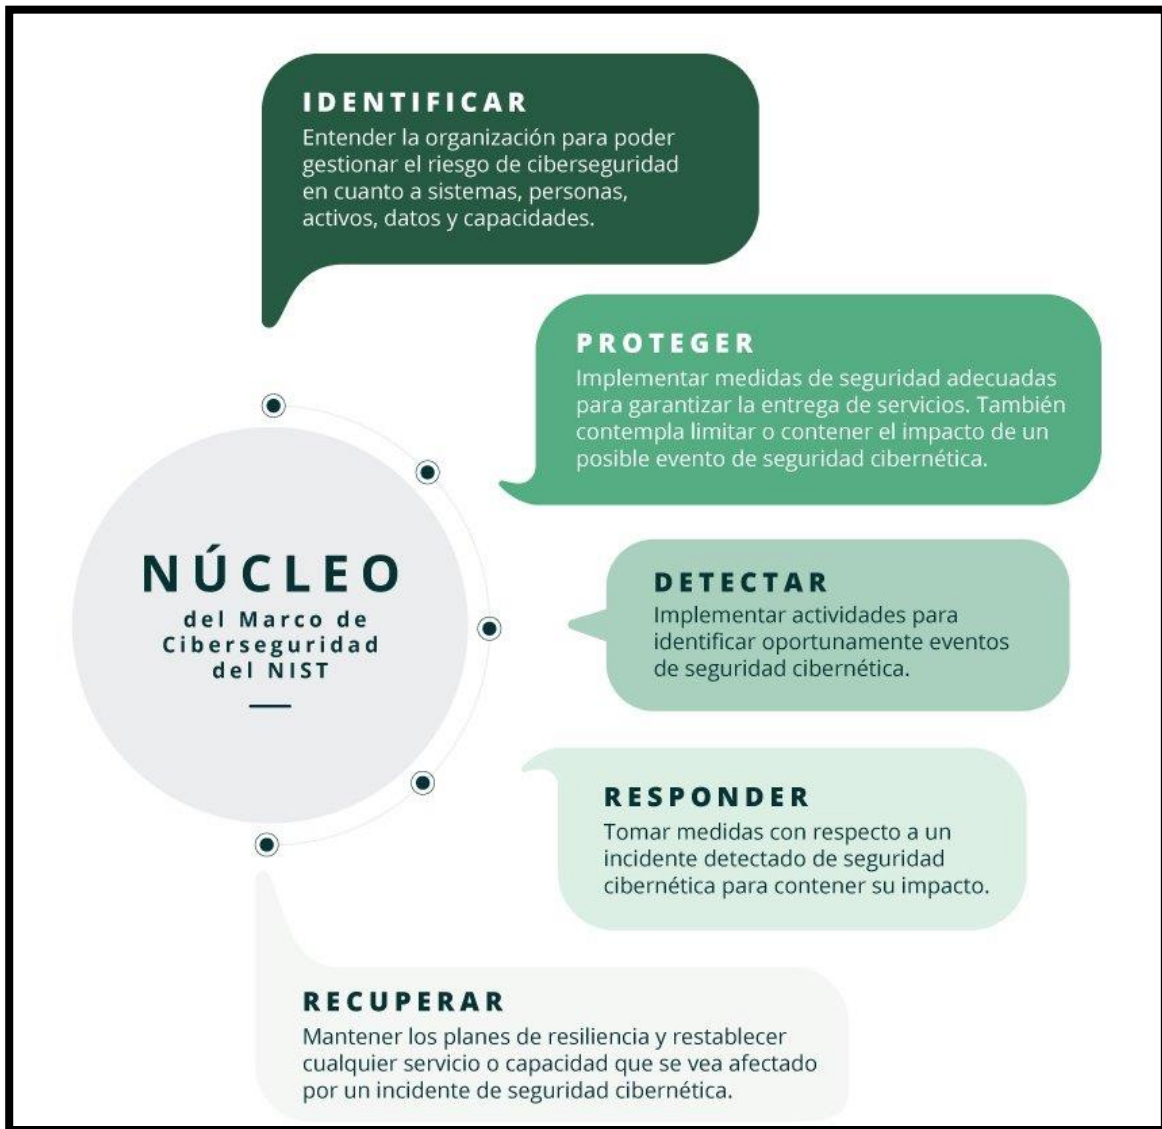 IDENTIFICAR
Entender la organización para poder
gestionar el riesgo de ciberseguridad
en cuanto a sistemas, personas,
activos, datos y capacidades.
PROTEGER
Implementar medidas de seguridad adecuadas
para garantizar la entrega de servicios. También
contempla limitar o contener el impacto de un
posible evento de seguridad cibernética.
NÚCLEO
del Marco de
Ciberseguridad
del NIST
DETECTAR
Implementar actividades para
identificar oportunamente eventos
de seguridad cibernética.
RESPONDER
Tomar medidas con respecto a un
incidente detectado de seguridad
cibernética para contener su impacto.
RECUPERAR
Mantener los planes de resiliencia y restablecer
cualquier servicio o capacidad que se vea afectado
por un incidente de seguridad cibernética.